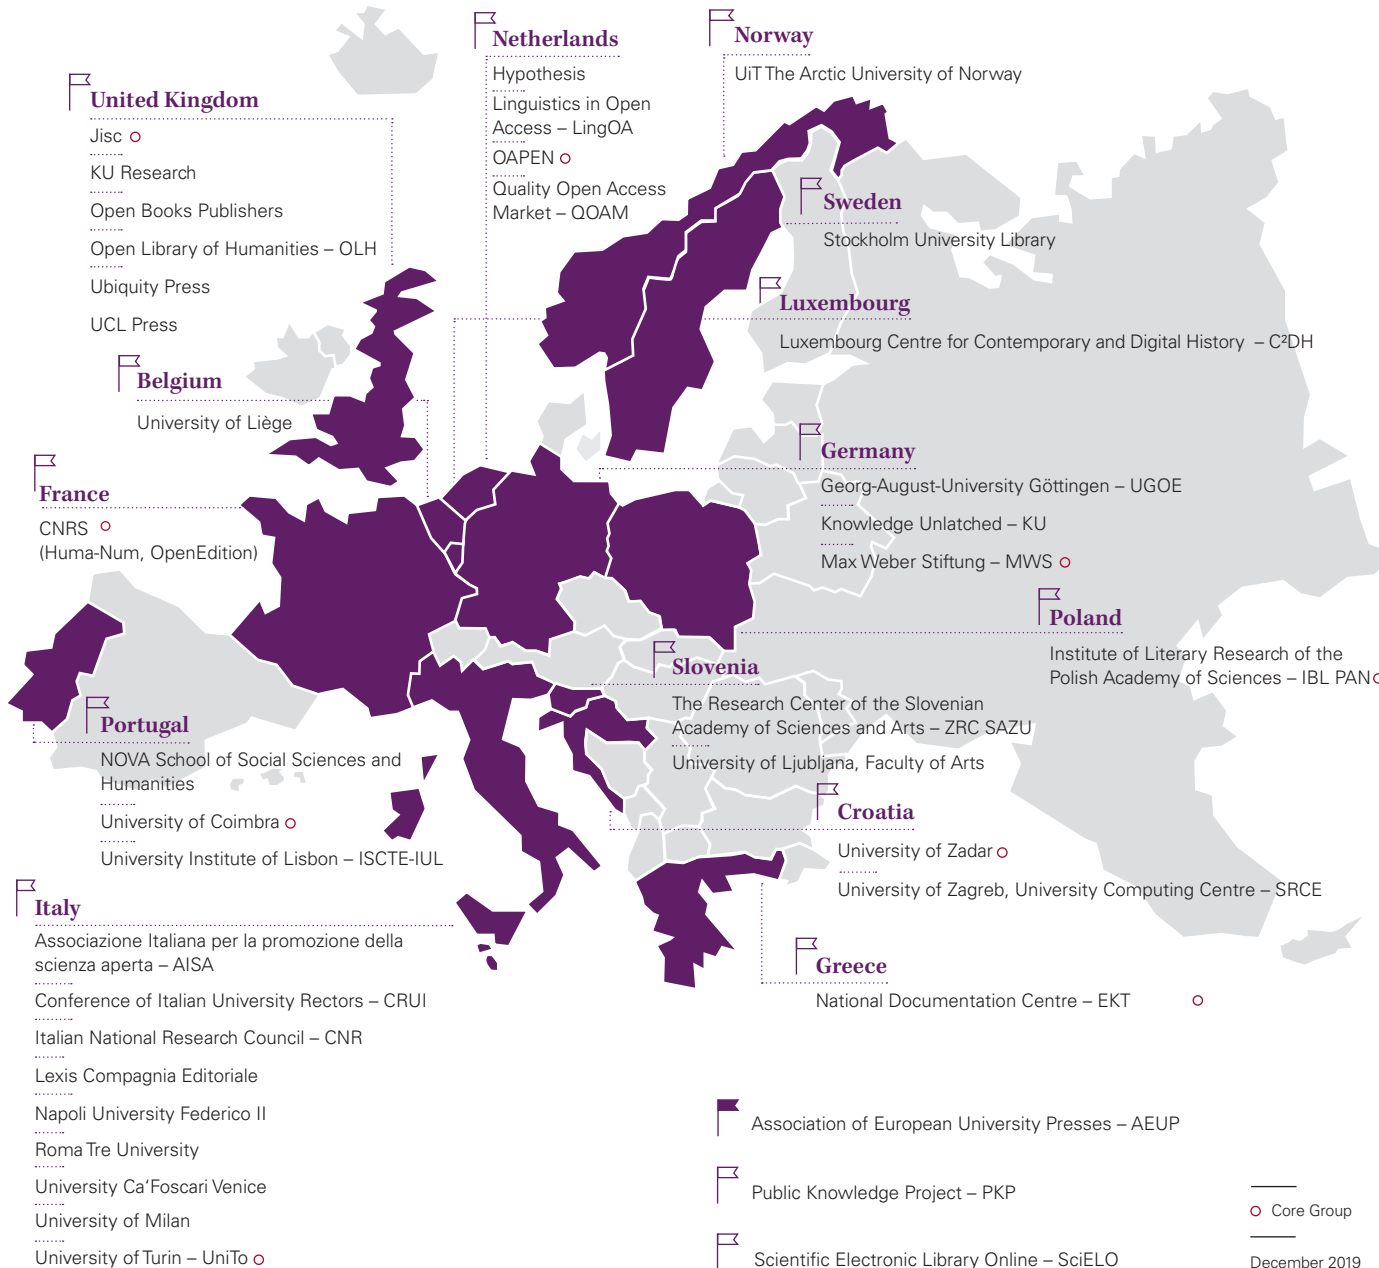 United Kingdom
Jisc
KU Research
Open Books Publishers
Open Library of Humanities – OLH
Ubiquity Press
UCL Press
Netherlands
Hypothesis
Linguistics in Open
Access – LingOA
OAPEN
Quality Open Access
Market – QOAM
Norway
UiT The Arctic University of Norway
Sweden
Stockholm University Library
Luxembourg
Luxembourg Centre for Contemporary and Digital History – C²DH
Belgium
University of Liège
Germany
Georg-August-University Göttingen – UGOE
Knowledge Unlatched – KU
Max Weber Stiftung – MWS
France
CNRS
(Huma-Num, OpenEdition)
Poland
Institute of Literary Research of the
Polish Academy of Sciences – IBL PAN
Slovenia
The Research Center of the Slovenian
Academy of Sciences and Arts – ZRC SAZU
University of Ljubljana, Faculty of Arts
Portugal
NOVA School of Social Sciences and
Humanities
University of Coimbra
University Institute of Lisbon – ISCTE-IUL
Croatia
University of Zadar
University of Zagreb, University Computing Centre – SRCE
Italy
Associazione Italiana per la promozione della
scienza aperta – AISA
Conference of Italian University Rectors – CRUI
Italian National Research Council – CNR
Lexis Compagnia Editoriale
Napoli University Federico II
Roma Tre University
University Ca‘Foscari Venice
University of Milan
University of Turin – UniTo
Greece
National Documentation Centre – EKT
Association of European University Presses – AEUP
Public Knowledge Project – PKP
Scientific Electronic Library Online – SciELO
Core Group
December 2019